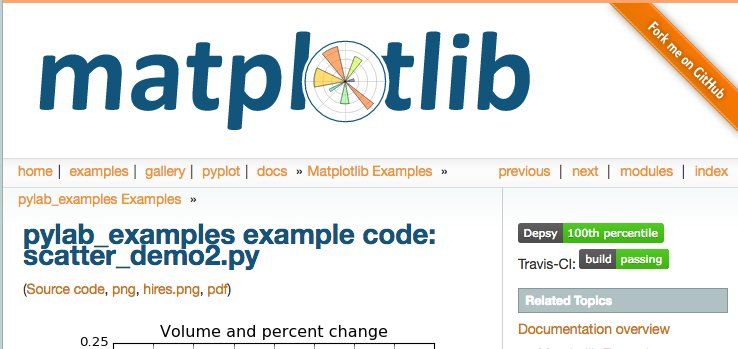 matplotlib
Fork me on GitHub
home | examples | gallery | pyplot | docs » Matplotlib Examples »
previous | next | modules | index
pylab_examples Examples »
pylab_examples example code:
scatter_demo2.py
(Source code, png, hires.png, pdf)
Volume and percent change
0.25
Depsy 100th percentile
Travis-CI: build passing
Related Topics
Documentation overview